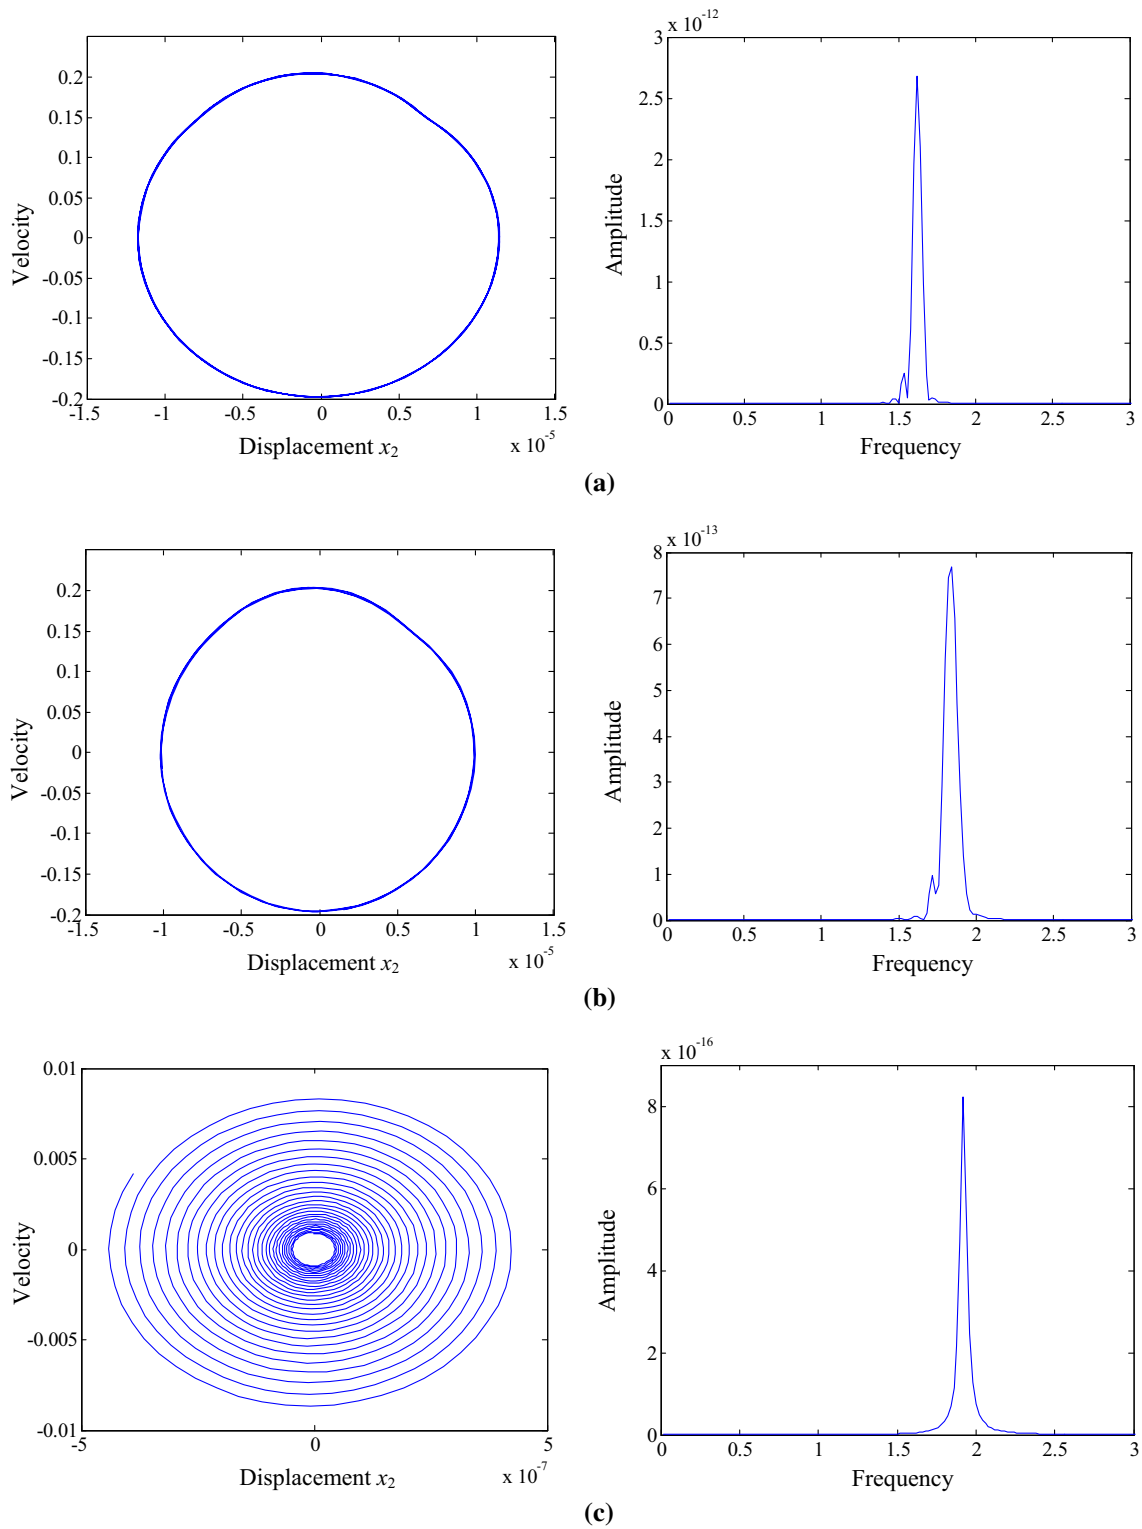 0.2
0.15
0.1
0.05
0
-0.05
-0.1
-0.15
-0.2
Velocity
-1.5 -1 -0.5 0 0.5 1 1.5
Displacement x₂
x 10⁻⁵
x 10⁻¹²
3
2.5
2
1.5
1
0.5
0
Amplitude
0 0.5 1 1.5 2 2.5 3
Frequency
(a)
0.2
0.15
0.1
0.05
0
-0.05
-0.1
-0.15
-0.2
Velocity
-1.5 -1 -0.5 0 0.5 1 1.5
Displacement x₂
x 10⁻⁵
x 10⁻¹³
8
7
6
5
4
3
2
1
0
Amplitude
0 0.5 1 1.5 2 2.5 3
Frequency
(b)
0.01
0.005
0
-0.005
-0.01
Velocity
-5 0 5
Displacement x₂
x 10⁻⁷
x 10⁻¹⁶
8
6
4
2
0
Amplitude
0 0.5 1 1.5 2 2.5 3
Frequency
(c)